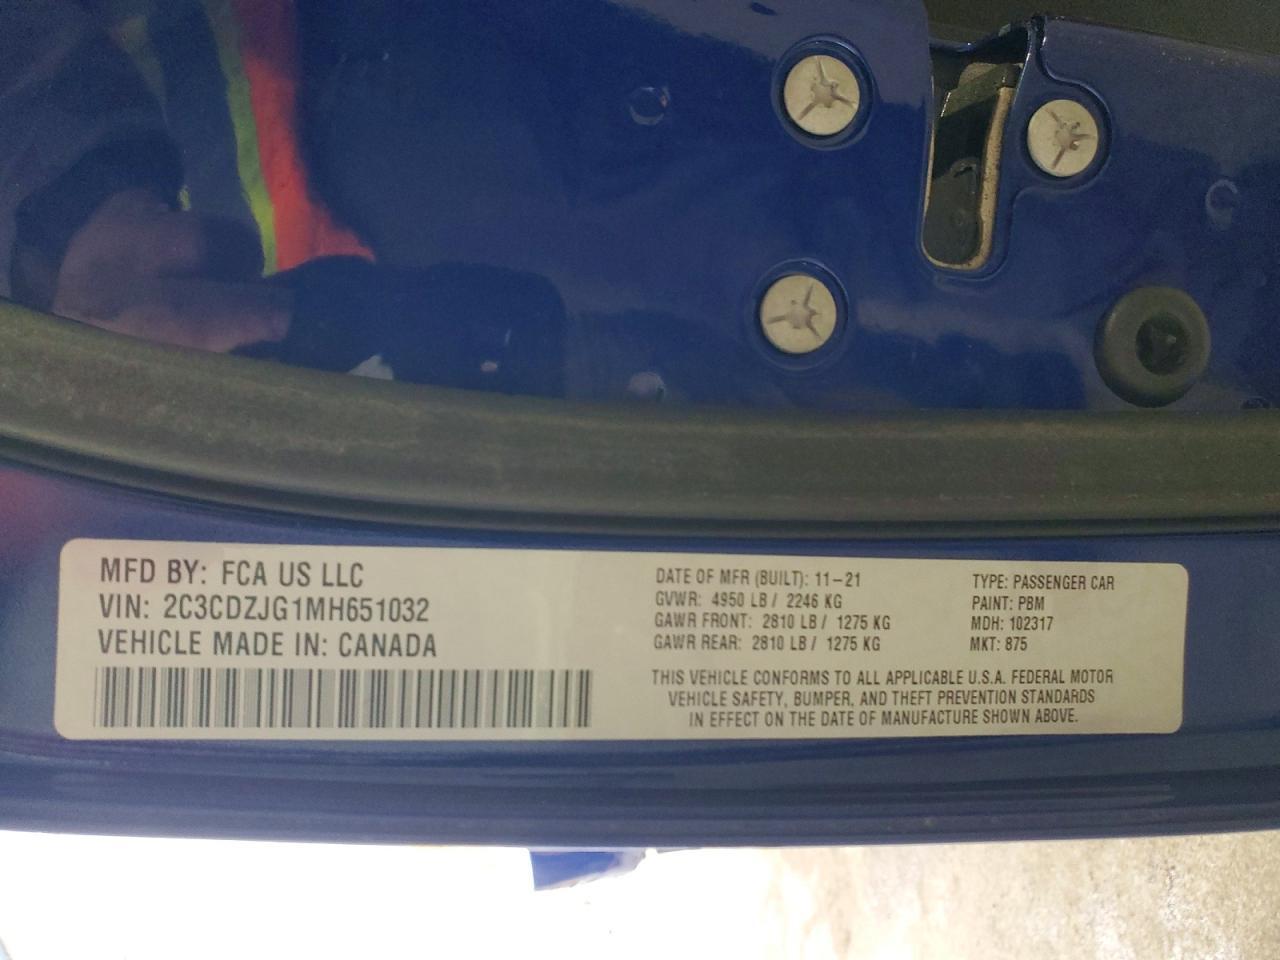 MFD BY: FCA US LLC
VIN: 2C3CDZJG1MH651032
VEHICLE MADE IN: CANADA
DATE OF MFR (BUILT): 11-21
GVWR: 4950 LB / 2246 KG
GAWR FRONT: 2810 LB / 1275 KG
GAWR REAR: 2810 LB / 1275 KG
TYPE: PASSENGER CAR
PAINT: PBM
MDH: 102317
MKT: 875
THIS VEHICLE CONFORMS TO ALL APPLICABLE U.S.A. FEDERAL MOTOR
VEHICLE SAFETY, BUMPER, AND THEFT PREVENTION STANDARDS
IN EFFECT ON THE DATE OF MANUFACTURE SHOWN ABOVE.